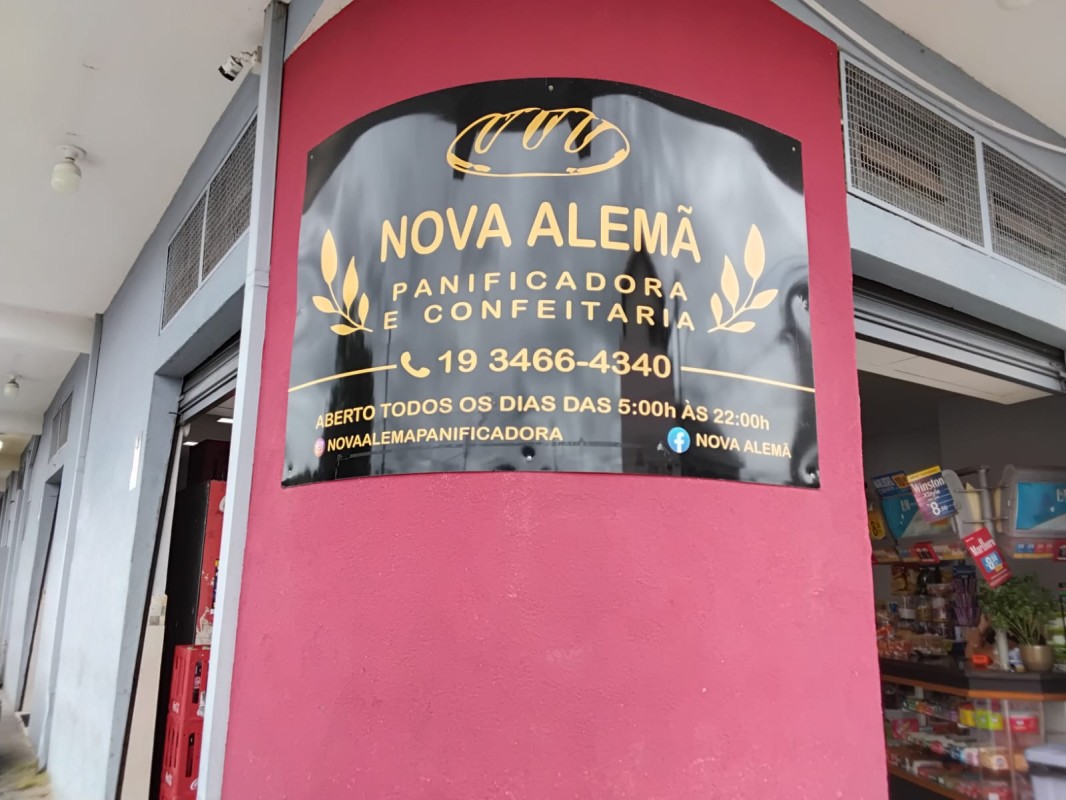 NOVA ALEMÃ
PANIFICADORA
E CONFEITARIA
19 3466-4340
ABERTO TODOS OS DIAS DAS 5:00h ÀS 22:00h
NOVAALEMAPANIFICADORA
NOVA ALEMÃ
Winston
Marlboro